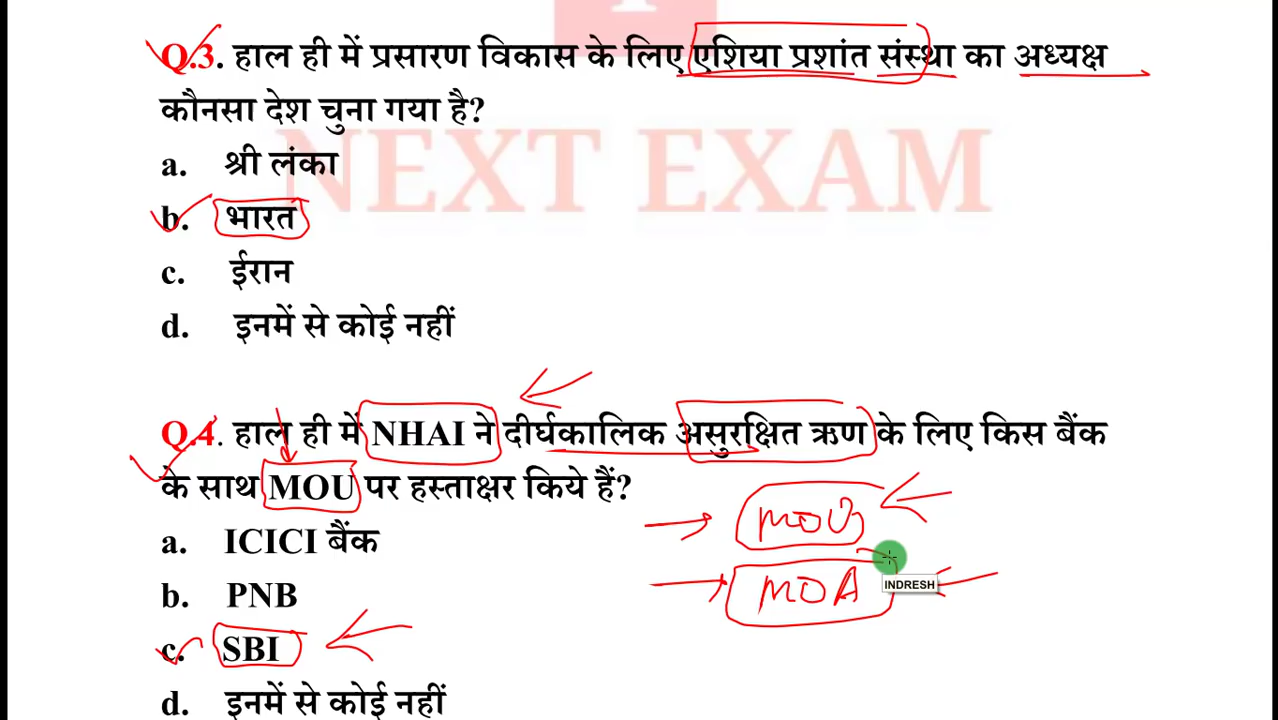 Q.3. हाल ही में प्रसारण विकास के लिए एशिया प्रशांत संस्था का अध्यक्ष
कौनसा देश चुना गया है?
NEXT EXAM
a. श्री लंका
b. भारत
c. ईरान
d. इनमें से कोई नहीं
Q.4. हाल ही में NHAI ने दीर्घकालिक असुरक्षित ऋण के लिए किस बैंक
के साथ MOU पर हस्ताक्षर किये हैं?
MOU
a. ICICI बैंक
MOA
INDRESH
b. PNB
c. SBI
d. इनमें से कोई नहीं